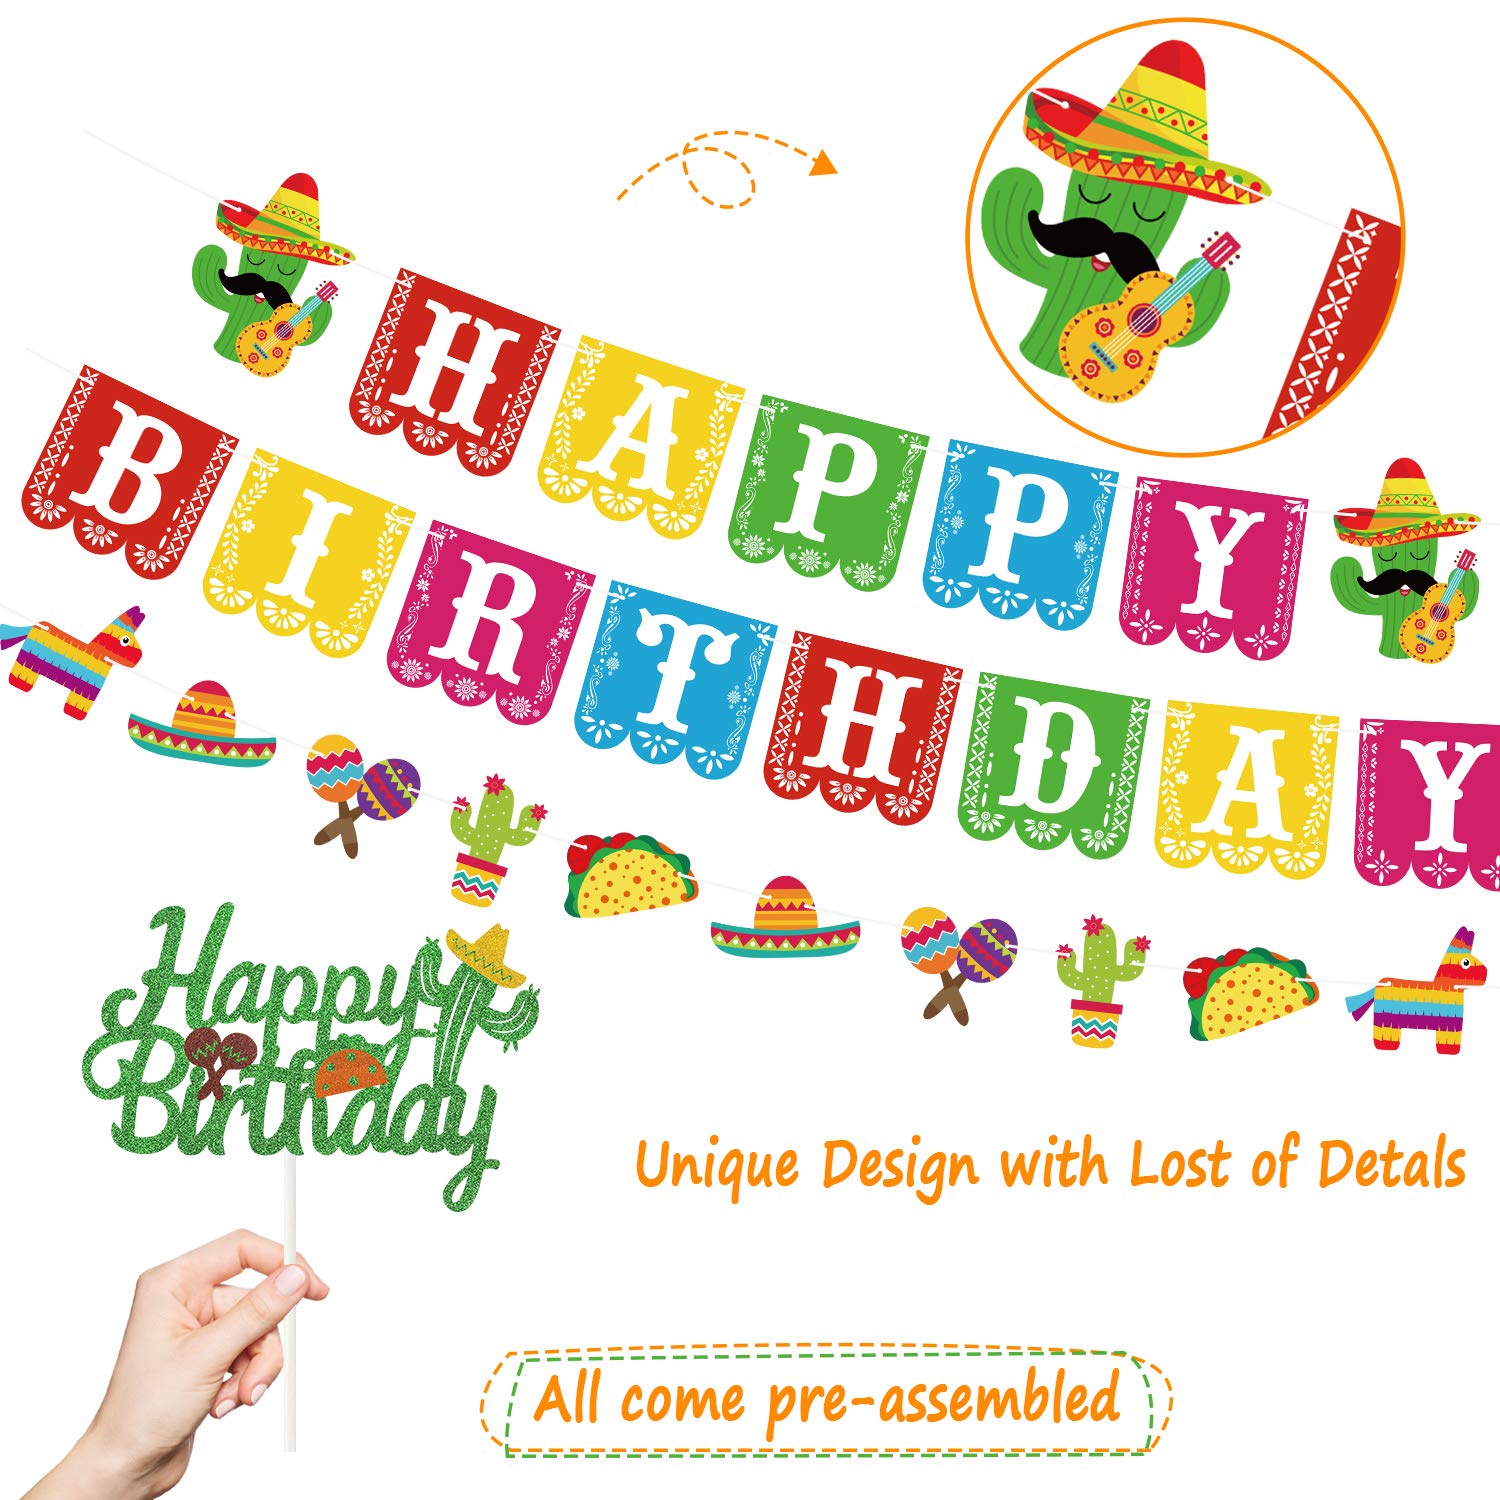 HAPPY
BIRTHDAY
Happy
Birthday
Unique Design with Lost of Detals
All come pre-assembled